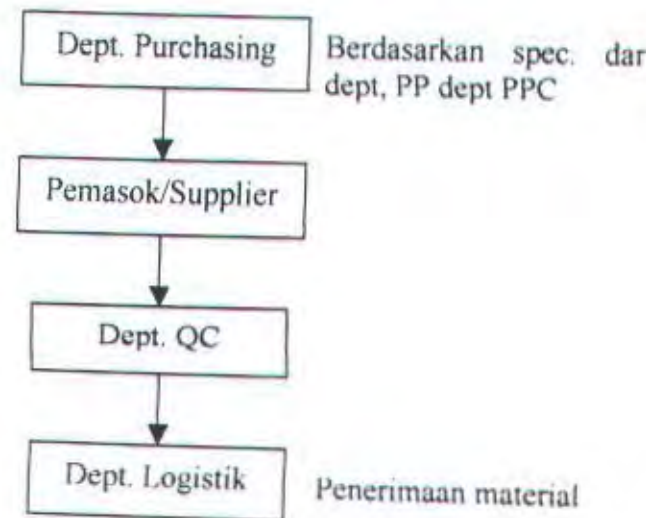 Dept. Purchasing
Berdasarkan spec. dar
dept, PP dept PPC
Pemasok/Supplier
Dept. QC
Dept. Logistik
Penerimaan material